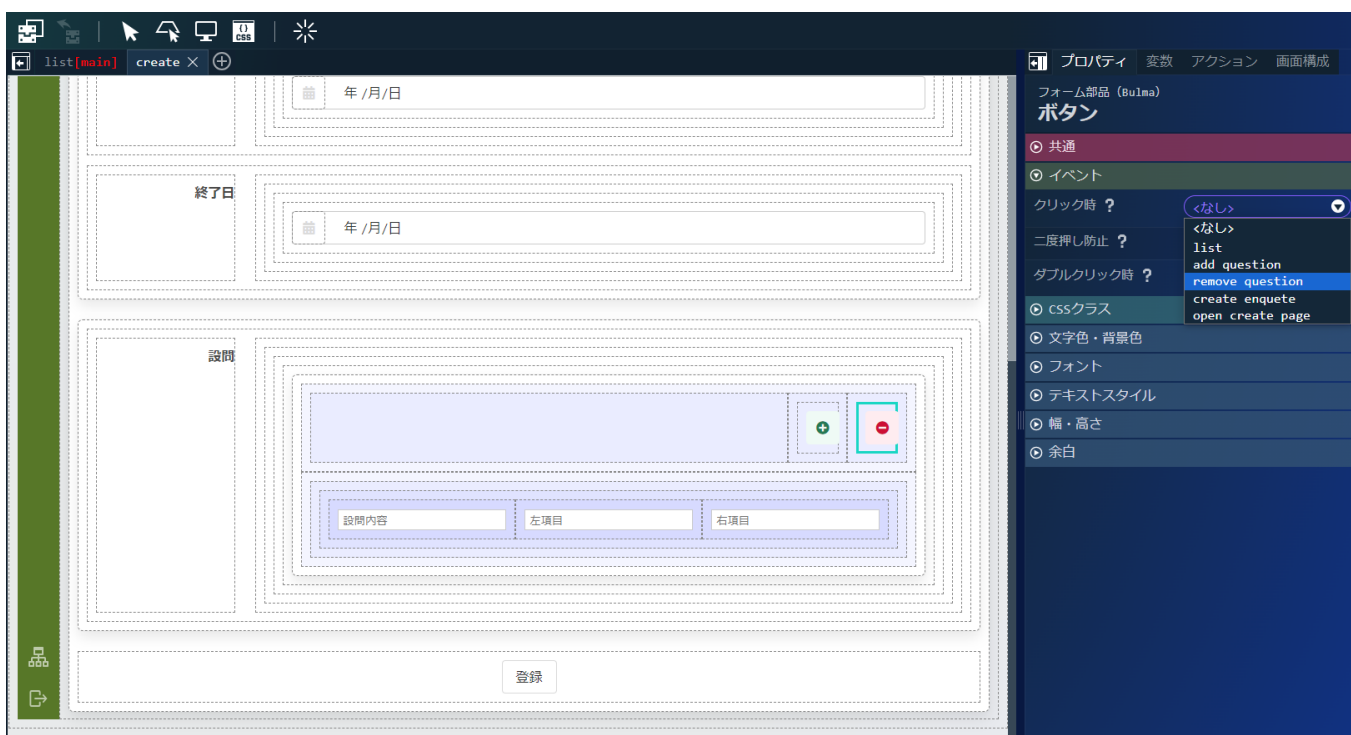 {} CSS
list[main] create
プロパティ 変数 アクション 画面構成
年 /月/日
終了日
年 /月/日
設問
設問内容 左項目 右項目
登録
フォーム部品 (Bulma)
ボタン
共通
イベント
クリック時 ? <なし>
<なし>
list
add question
remove question
create enquete
open create page
二度押し防止 ?
ダブルクリック時 ?
CSSクラス
文字色・背景色
フォント
テキストスタイル
幅・高さ
余白